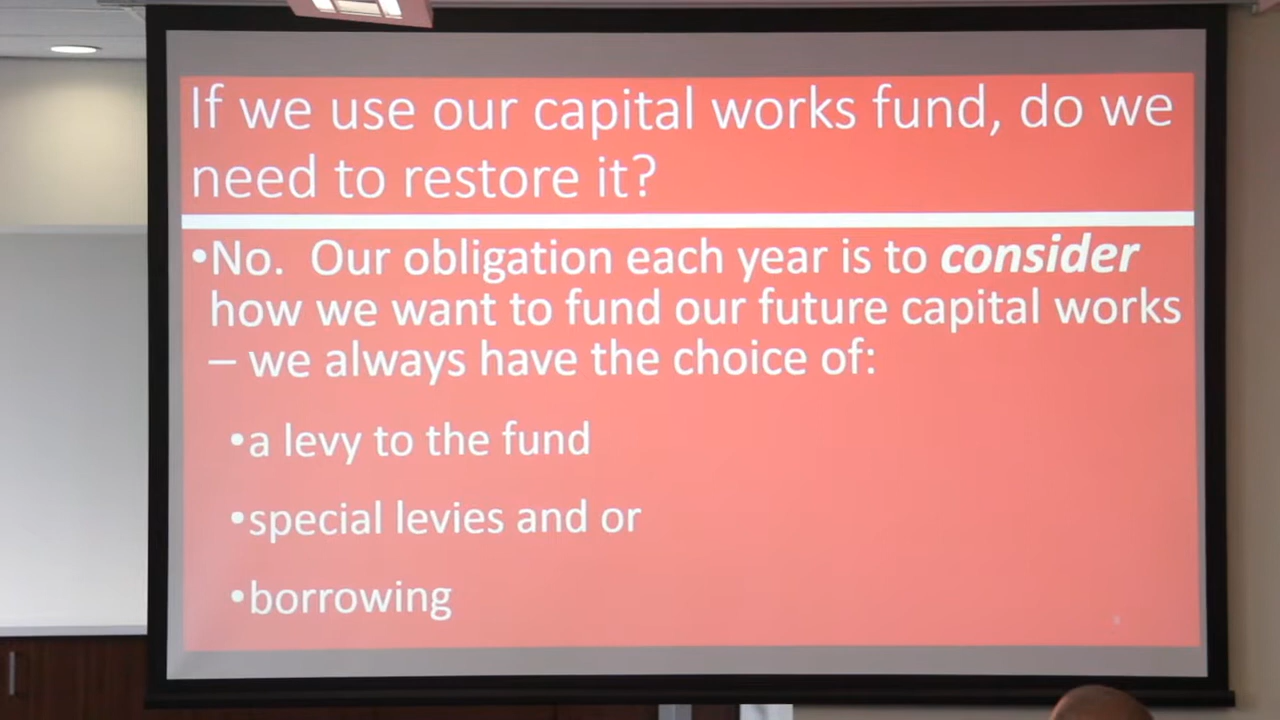 If we use our capital works fund, do we
need to restore it?
•No. Our obligation each year is to consider
how we want to fund our future capital works
– we always have the choice of:
•a levy to the fund
•special levies and or
•borrowing